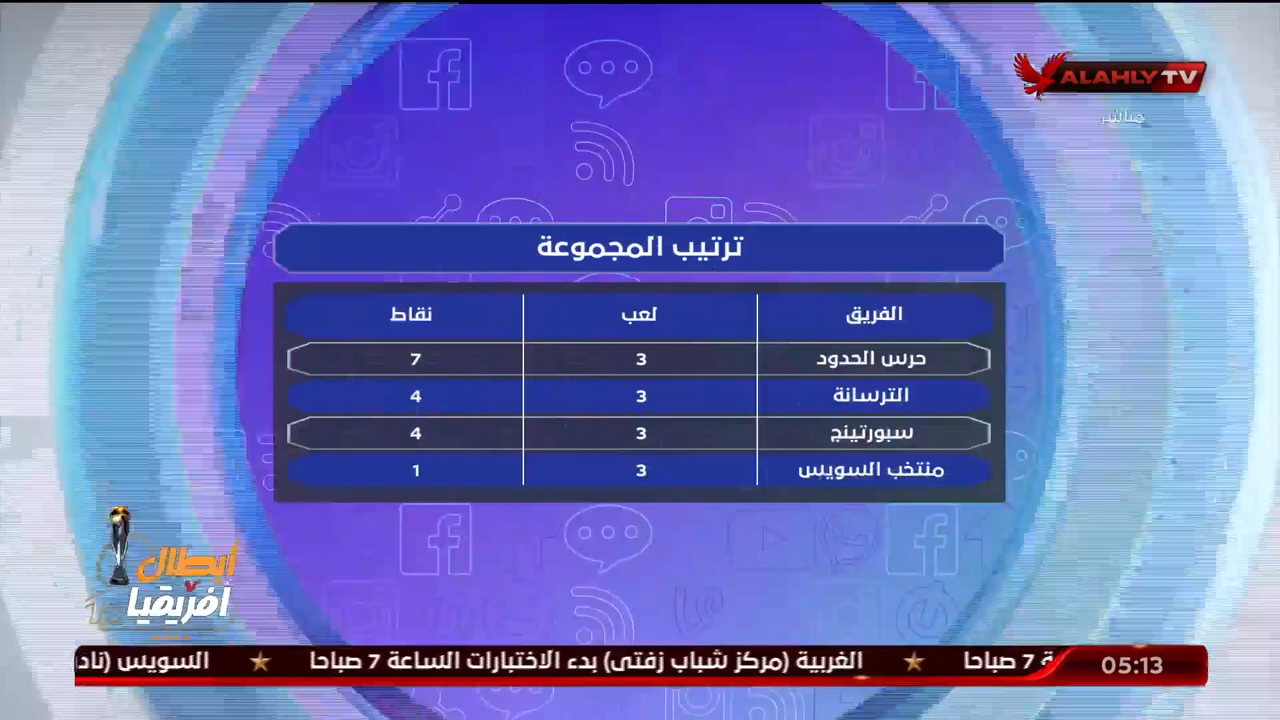 ALAHLY TV
مباشر
ترتيب المجموعة
الفريق لعب نقاط
حرس الحدود 3 7
الترسانة 3 4
سبورتينج 3 4
منتخب السويس 3 1
أبطال
أفريقيا
7 صباحا ★ الغربية (مركز شباب زفتى) بدء الاختبارات الساعة 7 صباحا ★ السويس
05:13